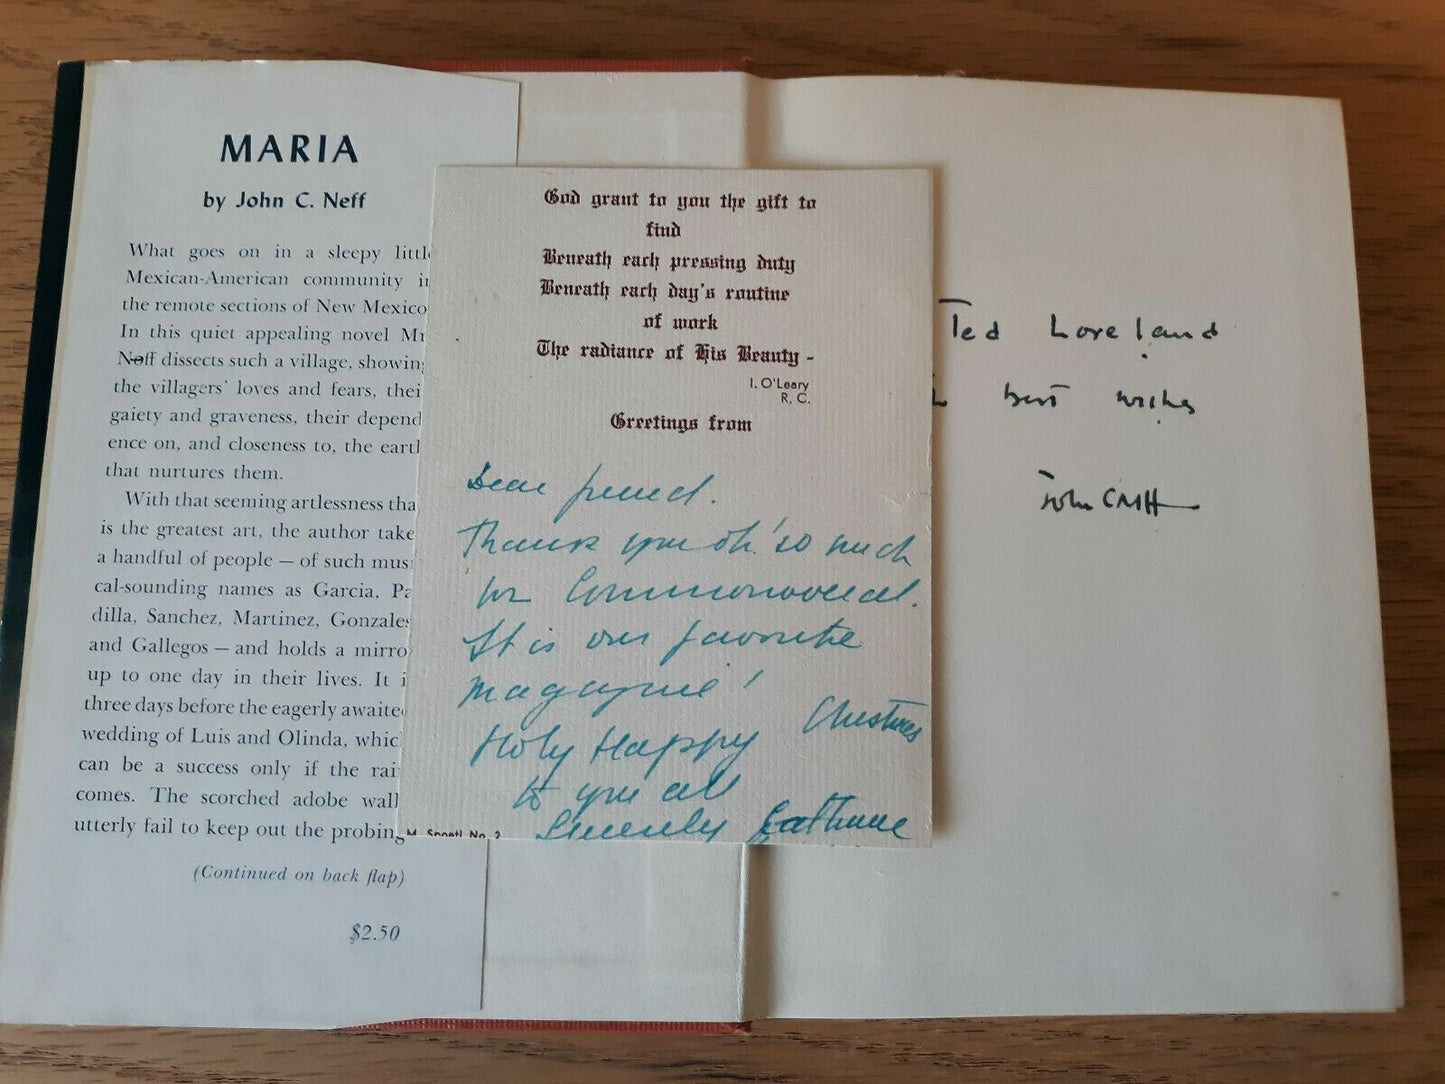 MARIA
by John C. Neff
What goes on in a sleepy little
Mexican-American community i
the remote sections of New Mexico
In this quiet appealing novel Mr
Neff dissects such a village, showing
the villagers' loves and fears, thei
gaiety and graveness, their depend
ence on, and closeness to, the eart
that nurtures them.
With that seeming artlessness tha
is the greatest art, the author take
a handful of people — of such mus
cal-sounding names as Garcia, Pa
dilla, Sanchez, Martinez, Gonzales
and Gallegos — and holds a mirro
up to one day in their lives. It i
three days before the eagerly awaite
wedding of Luis and Olinda, whic
can be a success only if the rai
comes. The scorched adobe wall
utterly fail to keep out the probing
(Continued on back flap)
$2.50
God grant to you the gift to
find
Beneath each pressing duty
Beneath each day's routine
of work
The radiance of His Beauty -
I. O'Leary
R. C.
Greetings from
Dear friend.
Thank you oh! so much
for Commonweal.
It is our favorite
magazine!
Holy Happy Christmas
to you all
Sincerely
M. Spoetl No. 2
Ted Loveland
best wishes
John